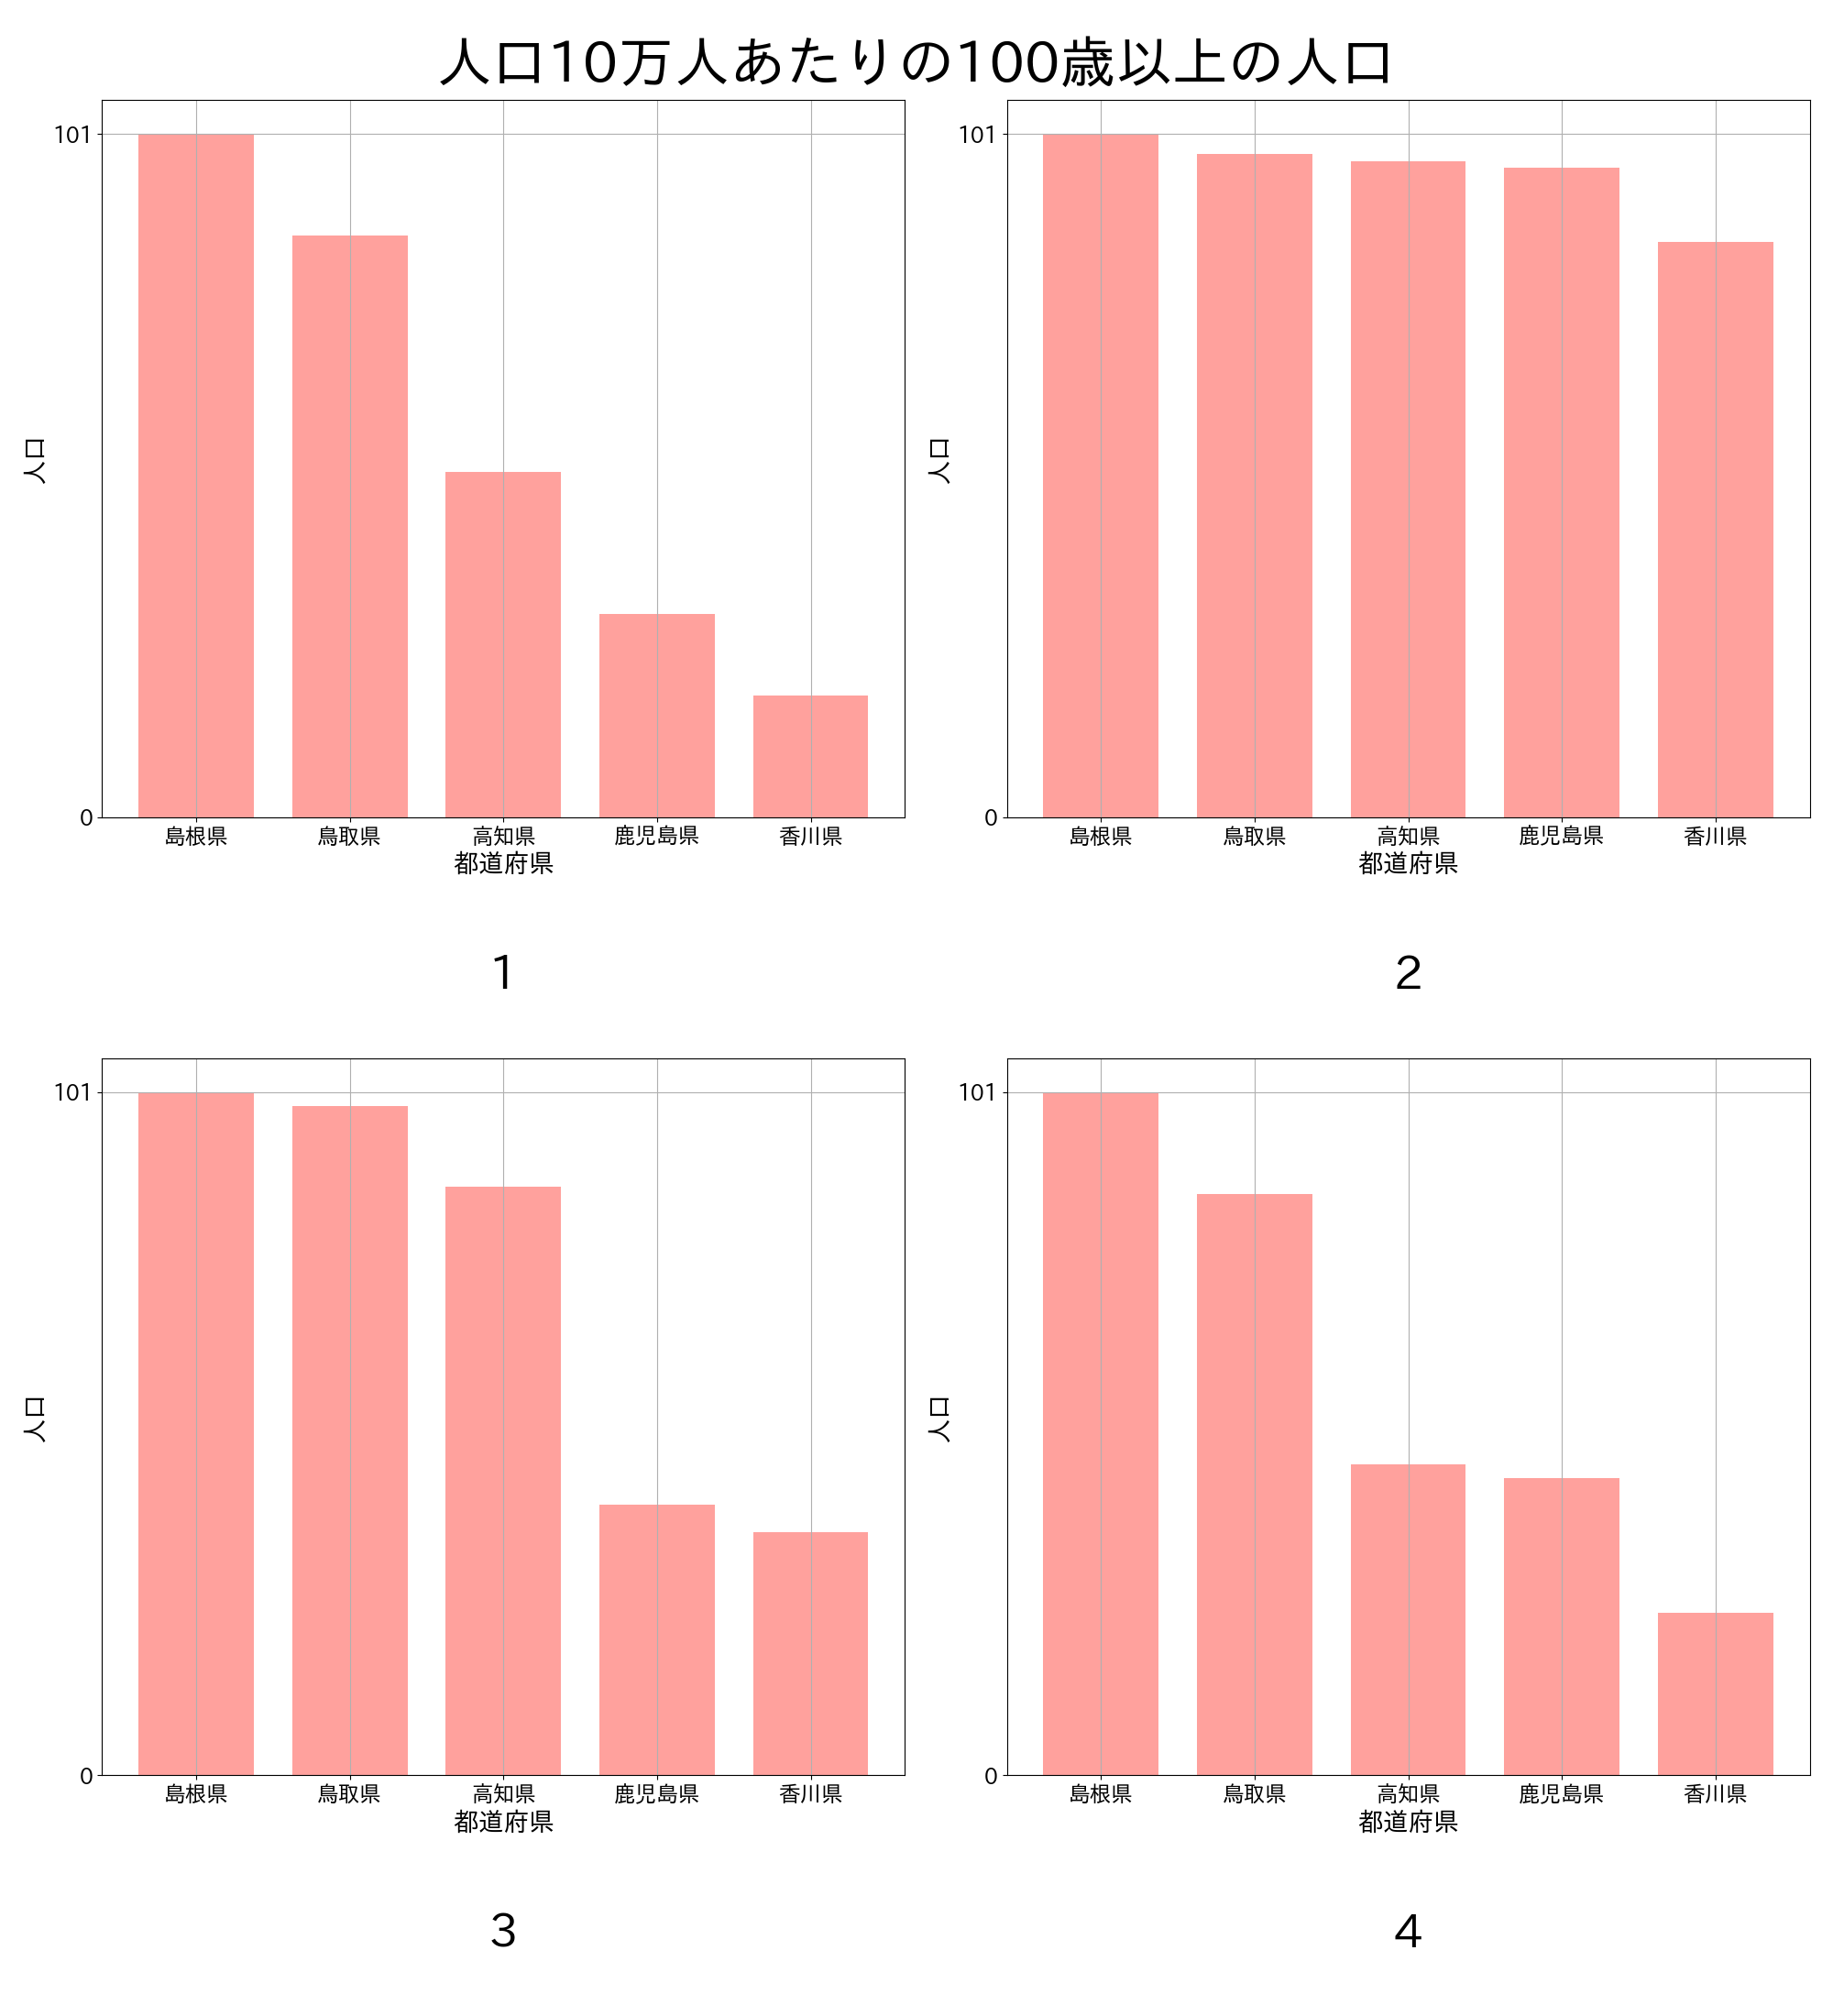 人口10万人あたりの100歳以上の人口
101
人口
0
島根県 鳥取県 高知県 鹿児島県 香川県
都道府県
1
101
人口
0
島根県 鳥取県 高知県 鹿児島県 香川県
都道府県
2
101
人口
0
島根県 鳥取県 高知県 鹿児島県 香川県
都道府県
3
101
人口
0
島根県 鳥取県 高知県 鹿児島県 香川県
都道府県
4